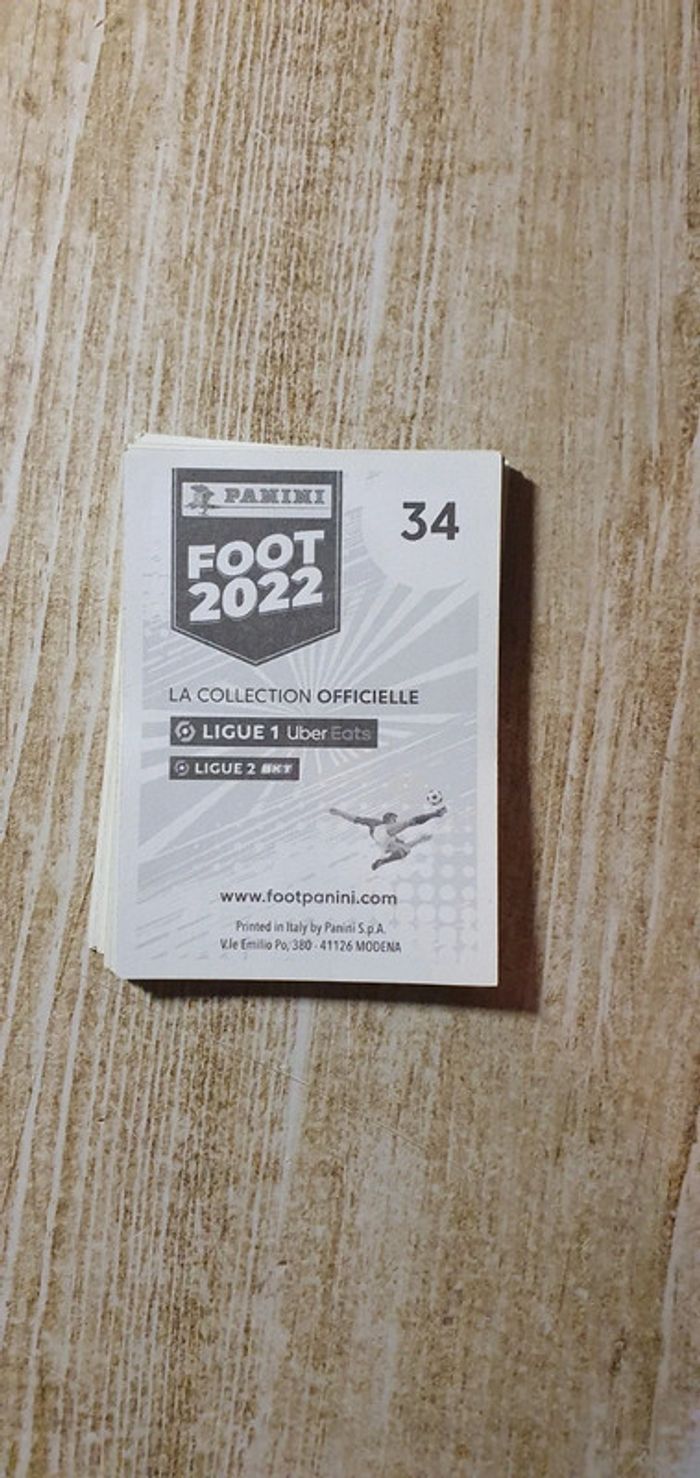 PANINI
34
FOOT
2022
LA COLLECTION OFFICIELLE
LIGUE 1 Uber Eats
LIGUE 2 BKT
www.footpanini.com
Printed in Italy by Panini S.p.A.
V.le Emilio Po, 380 - 41126 MODENA